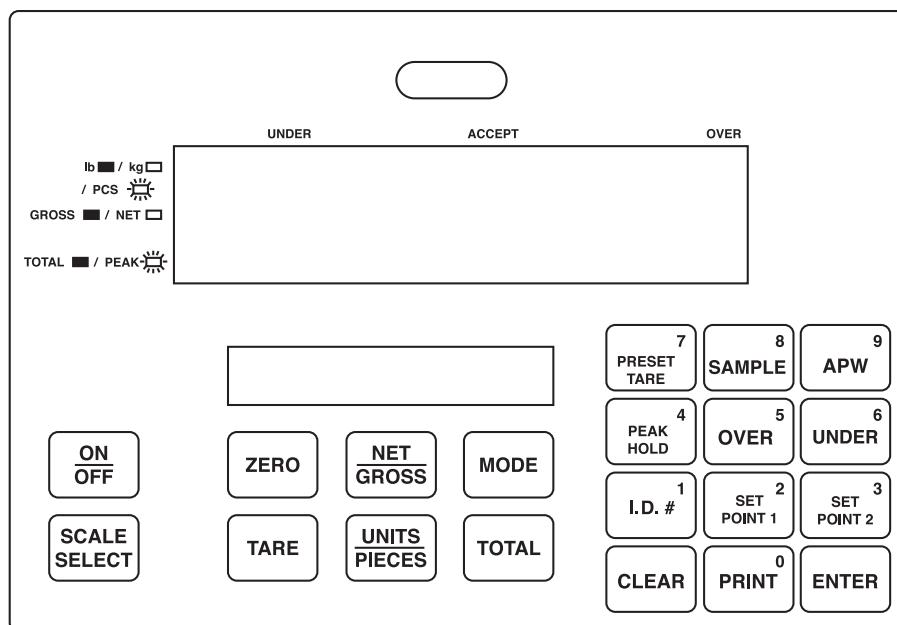 UNDER ACCEPT OVER
lb / kg
/ PCS
GROSS / NET
TOTAL / PEAK
7 PRESET TARE
8 SAMPLE
9 APW
4 PEAK HOLD
5 OVER
6 UNDER
ON
OFF
ZERO
NET
GROSS
MODE
1 I.D. #
2 SET POINT 1
3 SET POINT 2
SCALE
SELECT
TARE
UNITS
PIECES
TOTAL
CLEAR
0 PRINT
ENTER